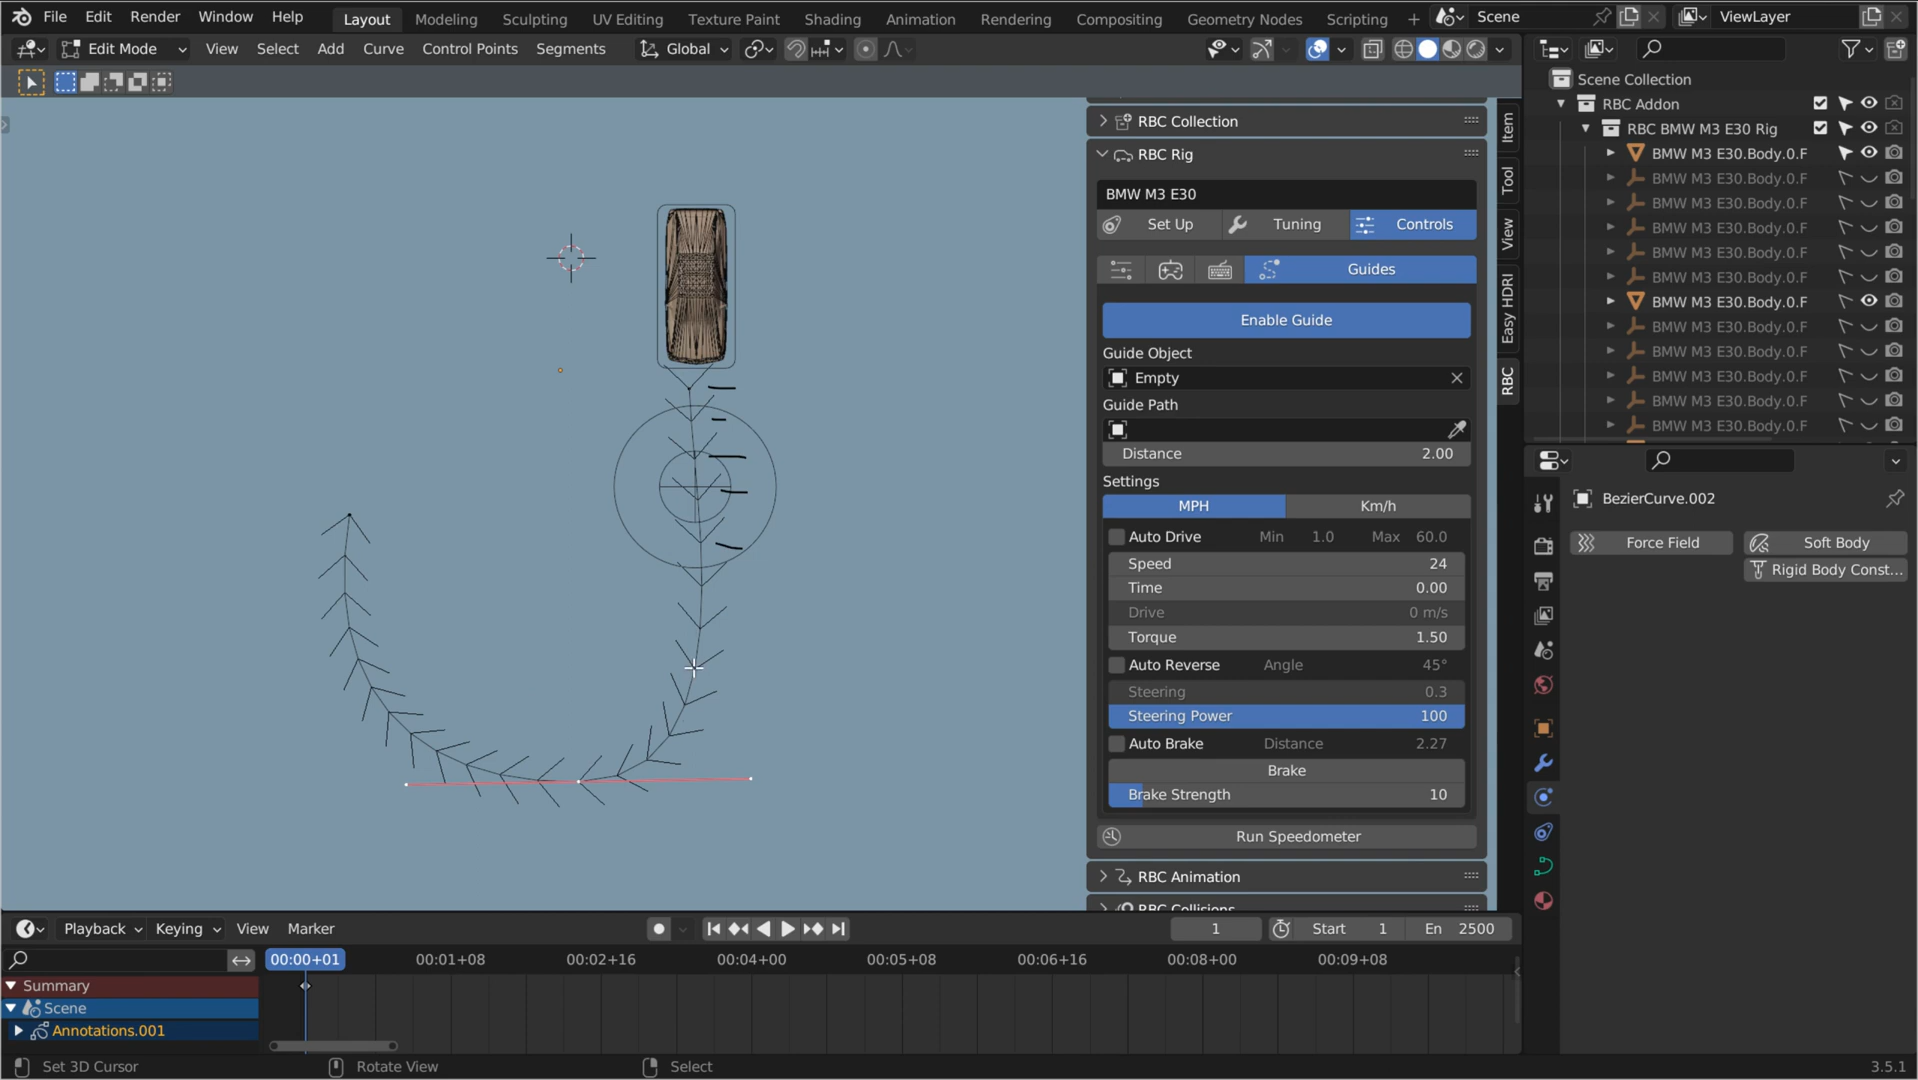 File Edit Render Window Help Layout Modeling Sculpting UV Editing Texture Paint Shading Animation Rendering Compositing Geometry Nodes Scripting + Scene ViewLayer
Edit Mode View Select Add Curve Control Points Segments Global
Scene Collection
RBC Addon
RBC BMW M3 E30 Rig
BMW M3 E30.Body.0.F
BMW M3 E30.Body.0.F
BMW M3 E30.Body.0.F
BMW M3 E30.Body.0.F
BMW M3 E30.Body.0.F
BMW M3 E30.Body.0.F
BMW M3 E30.Body.0.F
BMW M3 E30.Body.0.F
BMW M3 E30.Body.0.F
BMW M3 E30.Body.0.F
BMW M3 E30.Body.0.F
BMW M3 E30.Body.0.F
RBC Collection
RBC Rig
BMW M3 E30
Set Up Tuning Controls
Guides
Enable Guide
Guide Object
Empty
Guide Path
Distance 2.00
Settings
MPH Km/h
Auto Drive Min 1.0 Max 60.0
Speed 24
Time 0.00
Drive 0 m/s
Torque 1.50
Auto Reverse Angle 45°
Steering 0.3
Steering Power 100
Auto Brake Distance 2.27
Brake
Brake Strength 10
Run Speedometer
RBC Animation
RBC Collisions
Item
Tool
View
Easy HDRI
RBC
BezierCurve.002
Force Field Soft Body
Rigid Body Const...
Playback Keying View Marker 1 Start 1 En 2500
00:00+01 00:01+08 00:02+16 00:04+00 00:05+08 00:06+16 00:08+00 00:09+08
Summary
Scene
Annotations.001
Set 3D Cursor Rotate View Select 3.5.1